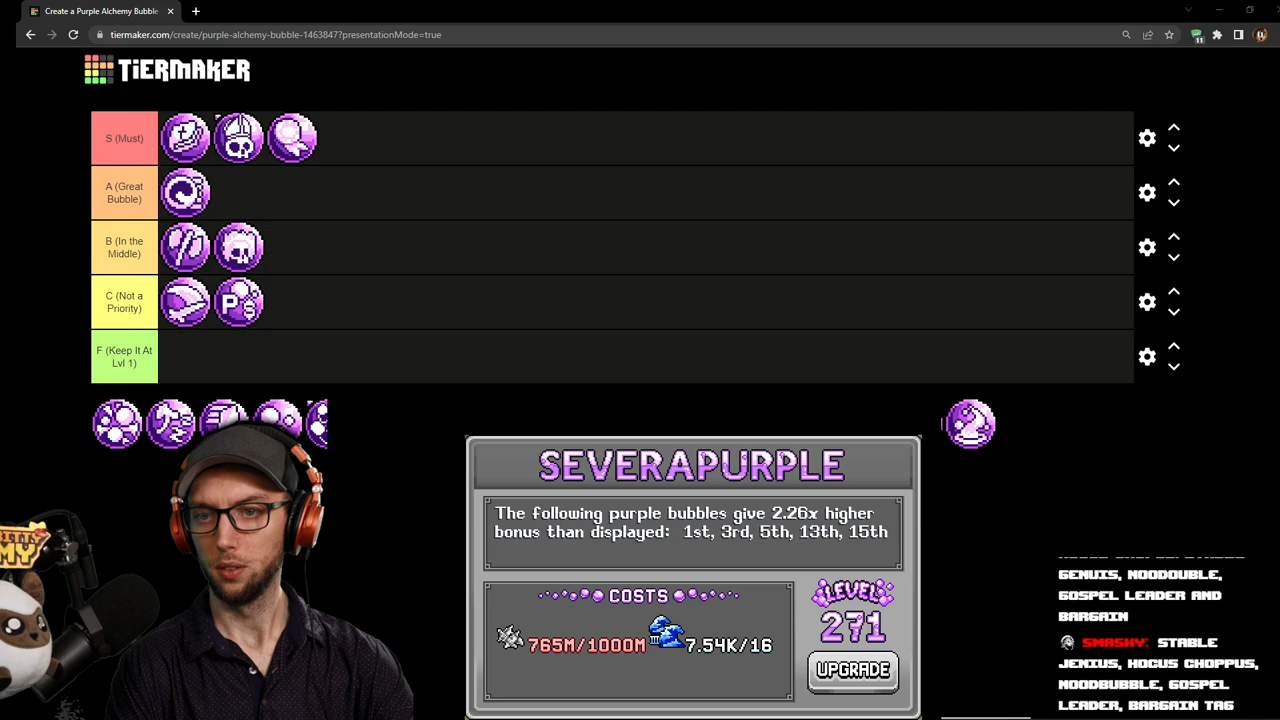 Create a Purple Alchemy Bubble
tiermaker.com/create/purple-alchemy-bubble-1463847?presentationMode=true
11
TiERMAKER
S (Must)
A (Great
Bubble)
B (In the
Middle)
C (Not a
Priority)
PS
F (Keep It At
Lvl 1)
SEVERAPURPLE
The following purple bubbles give 2.26x higher
bonus than displayed: 1st, 3rd, 5th, 13th, 15th
COSTS
765M/1000M
7.54K/16
LEVEL
271
UPGRADE
GENUIS, NOODOUBLE,
GOSPEL LEADER AND
BARGAIN
SMASHY: STABLE
JENIUS, HOCUS CHOPPUS,
NOODBUBBLE, GOSPEL
LEADER, BARGAIN TAG